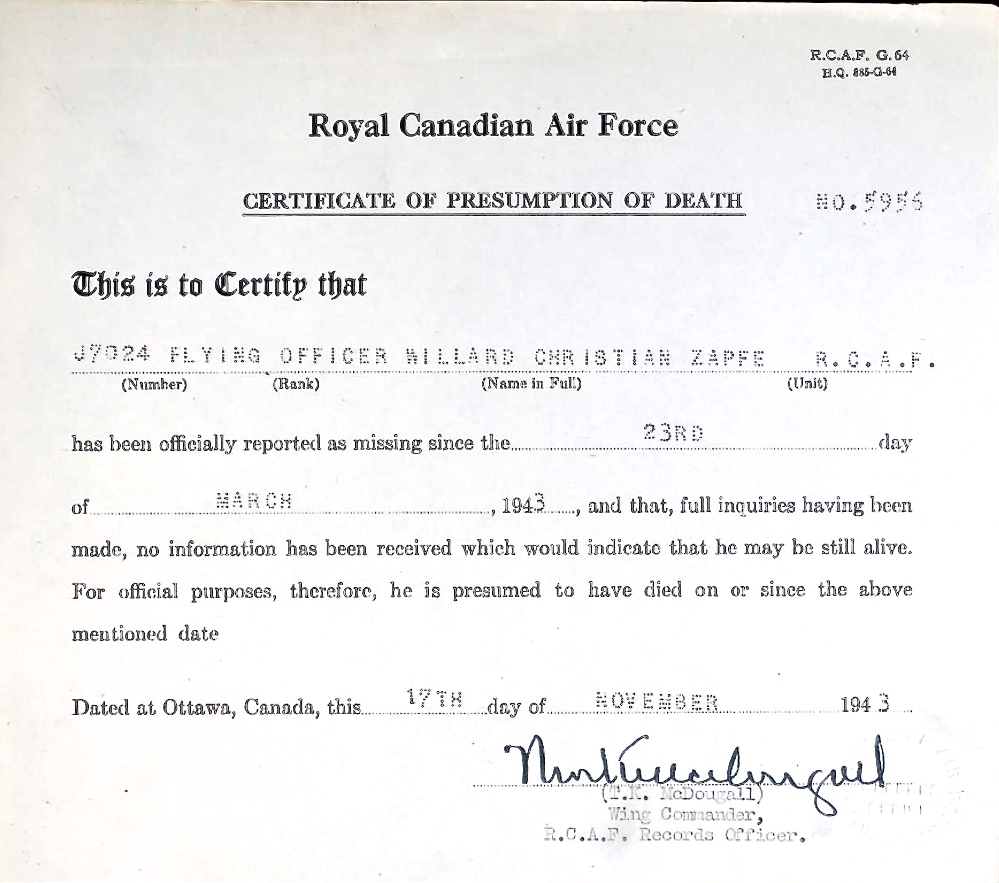 R.C.A.F. G. 64
H.Q. 885-G-64
Royal Canadian Air Force
CERTIFICATE OF PRESUMPTION OF DEATH NO.5956
This is to Certify that
J7024 FLYING OFFICER WILLARD CHRISTIAN ZAPFE R.C.A.F.
(Number) (Rank) (Name in Full) (Unit)
has been officially reported as missing since the 23RD day
of MARCH, 1943, and that, full inquiries having been
made, no information has been received which would indicate that he may be still alive.
For official purposes, therefore, he is presumed to have died on or since the above
mentioned date
Dated at Ottawa, Canada, this 17TH day of NOVEMBER 1943
(T.K. McDougall)
Wing Commander,
R.C.A.F. Records Officer.